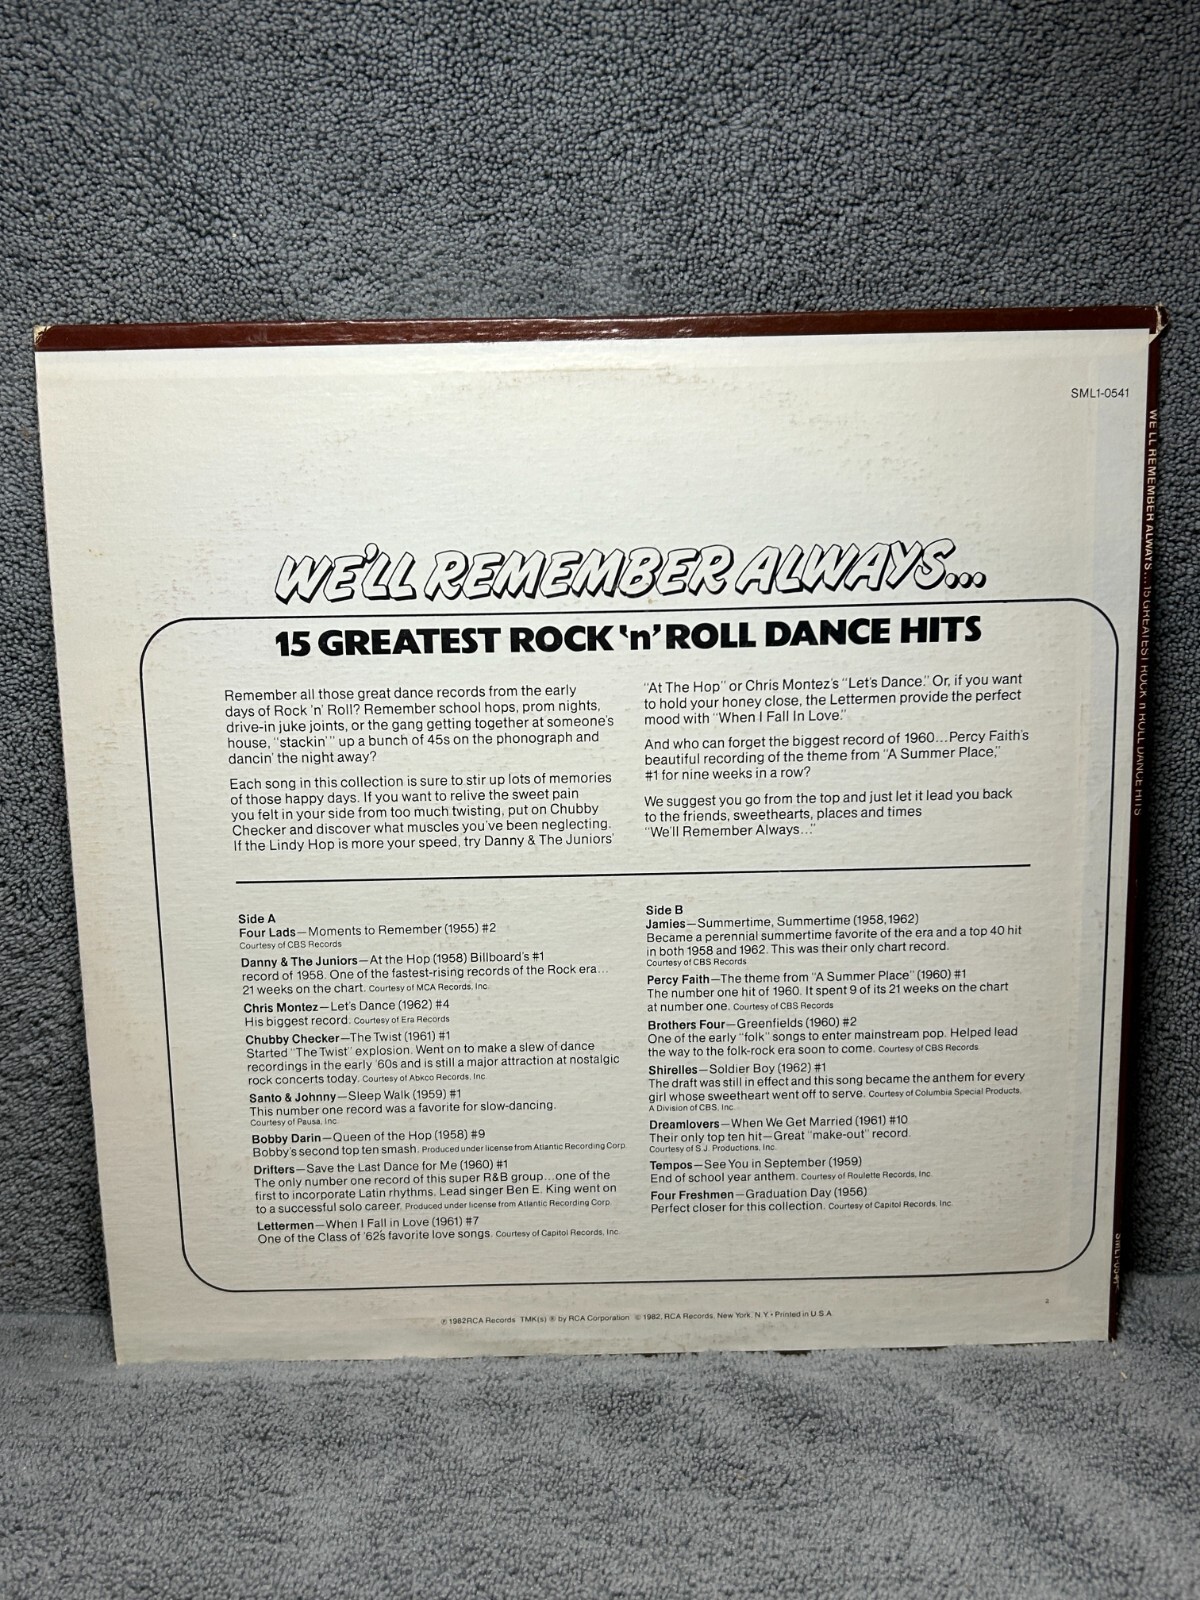 SML1-0541
WE'LL REMEMBER ALWAYS...
15 GREATEST ROCK 'n' ROLL DANCE HITS
Remember all those great dance records from the early
days of Rock 'n' Roll? Remember school hops, prom nights,
drive-in juke joints, or the gang getting together at someone's
house, "stackin'" up a bunch of 45s on the phonograph and
dancin' the night away?
Each song in this collection is sure to stir up lots of memories
of those happy days. If you want to relive the sweet pain
you felt in your side from too much twisting, put on Chubby
Checker and discover what muscles you've been neglecting.
If the Lindy Hop is more your speed, try Danny & The Juniors'
"At The Hop" or Chris Montez's "Let's Dance." Or, if you want
to hold your honey close, the Lettermen provide the perfect
mood with "When I Fall In Love."
And who can forget the biggest record of 1960...Percy Faith's
beautiful recording of the theme from "A Summer Place,"
#1 for nine weeks in a row?
We suggest you go from the top and just let it lead you back
to the friends, sweethearts, places and times
"We'll Remember Always..."
Side A
Four Lads—Moments to Remember (1955) #2
Courtesy of CBS Records
Danny & The Juniors—At the Hop (1958) Billboard's #1
record of 1958. One of the fastest-rising records of the Rock era...
21 weeks on the chart. Courtesy of MCA Records, Inc.
Chris Montez—Let's Dance (1962) #4
His biggest record. Courtesy of Era Records
Chubby Checker—The Twist (1961) #1
Started "The Twist" explosion. Went on to make a slew of dance
recordings in the early '60s and is still a major attraction at nostalgic
rock concerts today. Courtesy of Abkco Records, Inc.
Santo & Johnny—Sleep Walk (1959) #1
This number one record was a favorite for slow-dancing.
Courtesy of Pausa, Inc.
Bobby Darin—Queen of the Hop (1958) #9
Bobby's second top ten smash. Produced under license from Atlantic Recording Corp.
Drifters—Save the Last Dance for Me (1960) #1
The only number one record of this super R&B group...one of the
first to incorporate Latin rhythms. Lead singer Ben E. King went on
to a successful solo career. Produced under license from Atlantic Recording Corp.
Lettermen—When I Fall in Love (1961) #7
One of the Class of '62's favorite love songs. Courtesy of Capitol Records, Inc.
Side B
Jamies—Summertime, Summertime (1958,1962)
Became a perennial summertime favorite of the era and a top 40 hit
in both 1958 and 1962. This was their only chart record.
Courtesy of CBS Records
Percy Faith—The theme from "A Summer Place" (1960) #1
The number one hit of 1960. It spent 9 of its 21 weeks on the chart
at number one. Courtesy of CBS Records
Brothers Four—Greenfields (1960) #2
One of the early "folk" songs to enter mainstream pop. Helped lead
the way to the folk-rock era soon to come. Courtesy of CBS Records
Shirelles—Soldier Boy (1962) #1
The draft was still in effect and this song became the anthem for every
girl whose sweetheart went off to serve. Courtesy of Columbia Special Products,
A Division of CBS, Inc.
Dreamlovers—When We Get Married (1961) #10
Their only top ten hit—Great "make-out" record.
Courtesy of S.J. Productions, Inc.
Tempos—See You in September (1959)
End of school year anthem. Courtesy of Roulette Records, Inc.
Four Freshmen—Graduation Day (1956)
Perfect closer for this collection. Courtesy of Capitol Records, Inc.
℗ 1982 RCA Records TMK(s) ® by RCA Corporation © 1982, RCA Records, New York, N.Y. • Printed in U.S.A.
WE'LL REMEMBER ALWAYS...15 GREATEST ROCK 'n' ROLL DANCE HITS
SML1-0541